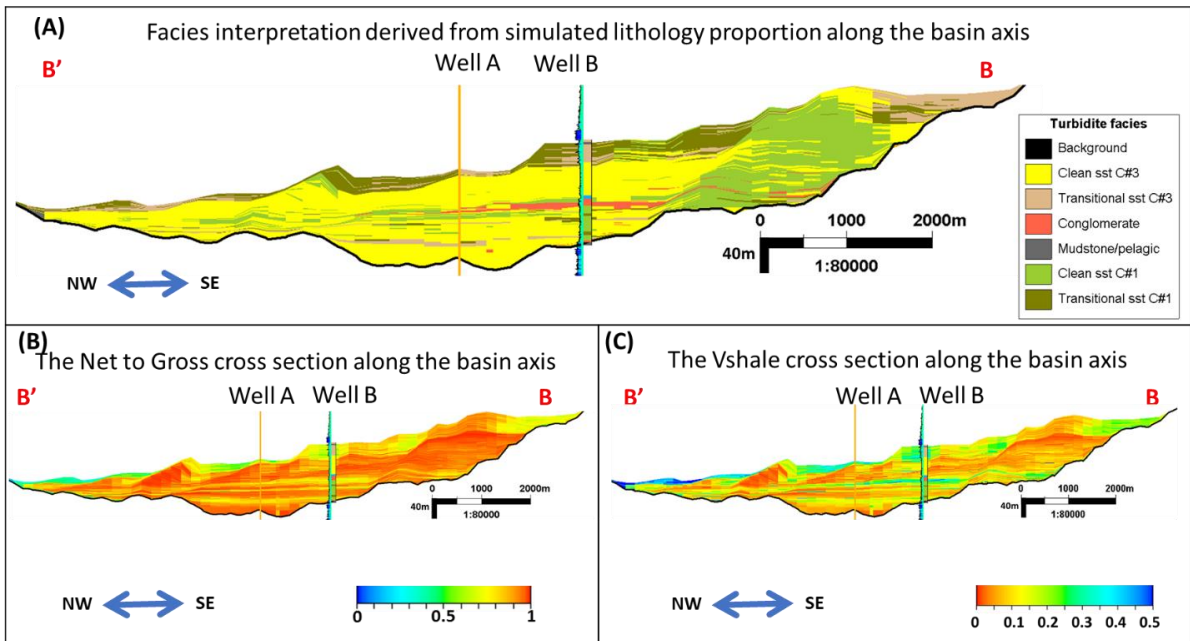 (A)
Facies interpretation derived from simulated lithology proportion along the basin axis
B’
Well A
Well B
B
Turbidite facies
Background
Clean sst C#3
Transitional sst C#3
Conglomerate
Mudstone/pelagic
Clean sst C#1
Transitional sst C#1
0 1000 2000m
40m
1:80000
NW SE
(B)
The Net to Gross cross section along the basin axis
B’
Well A Well B
B
0 1000 2000m
40m
1:80000
NW SE
0 0.5 1
(C)
The Vshale cross section along the basin axis
B’
Well A Well B
B
0 1000 2000m
40m
1:80000
NW SE
0 0.1 0.2 0.3 0.4 0.5